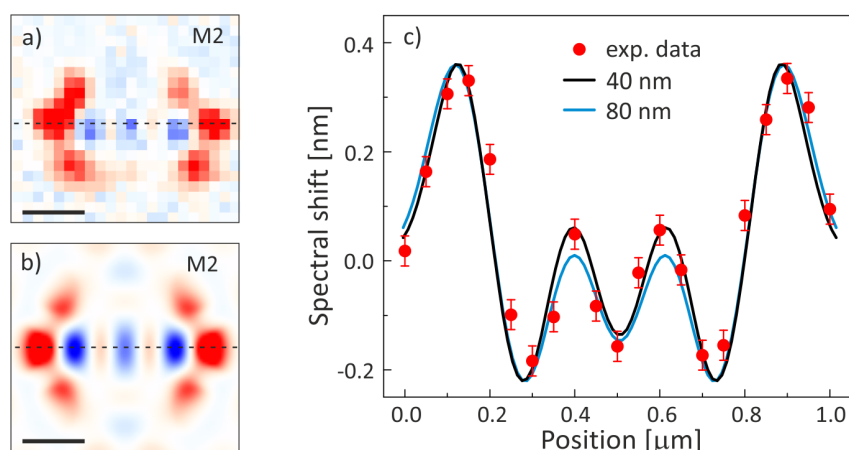 a)
M2
b)
M2
c)
exp. data
40 nm
80 nm
Spectral shift [nm]
0.4
0.2
0.0
-0.2
0.0
0.2
0.4
0.6
0.8
1.0
Position [μm]